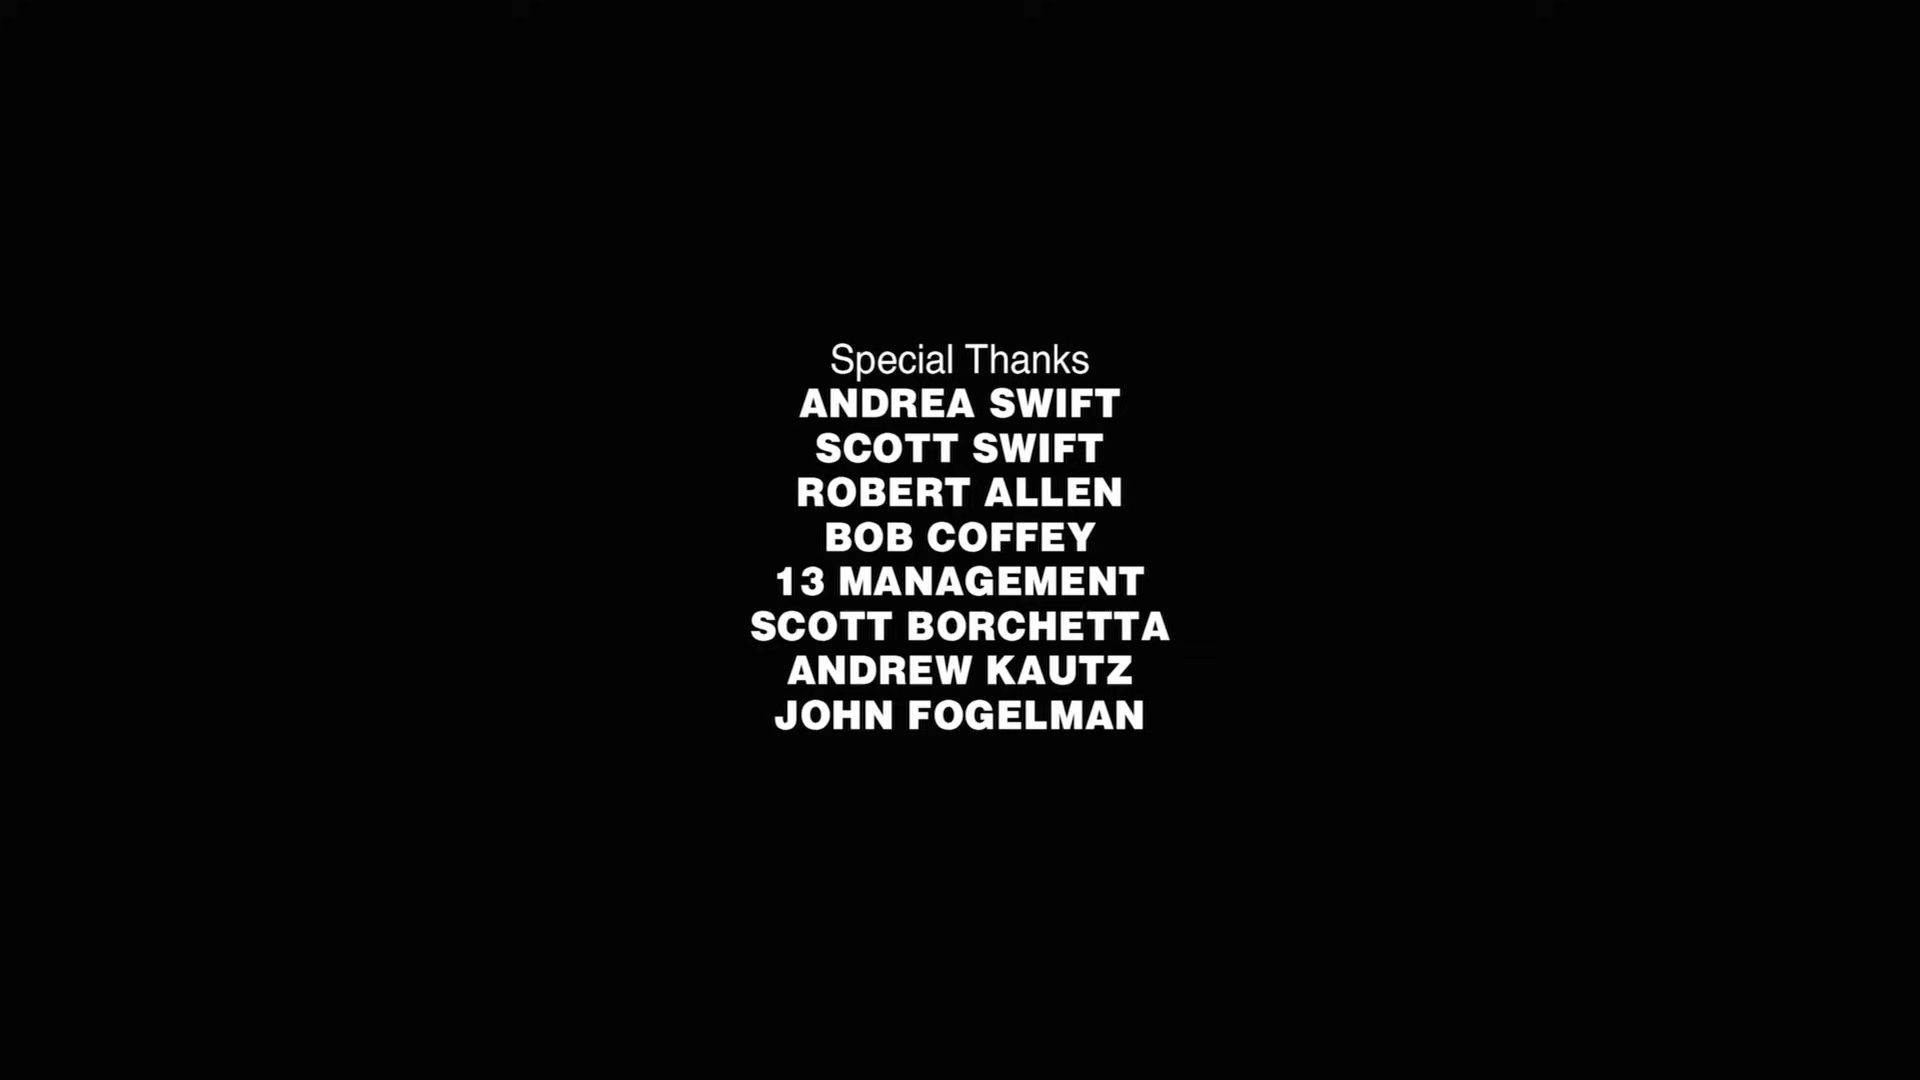 Special Thanks
ANDREA SWIFT
SCOTT SWIFT
ROBERT ALLEN
BOB COFFEY
13 MANAGEMENT
SCOTT BORCHETTA
ANDREW KAUTZ
JOHN FOGELMAN